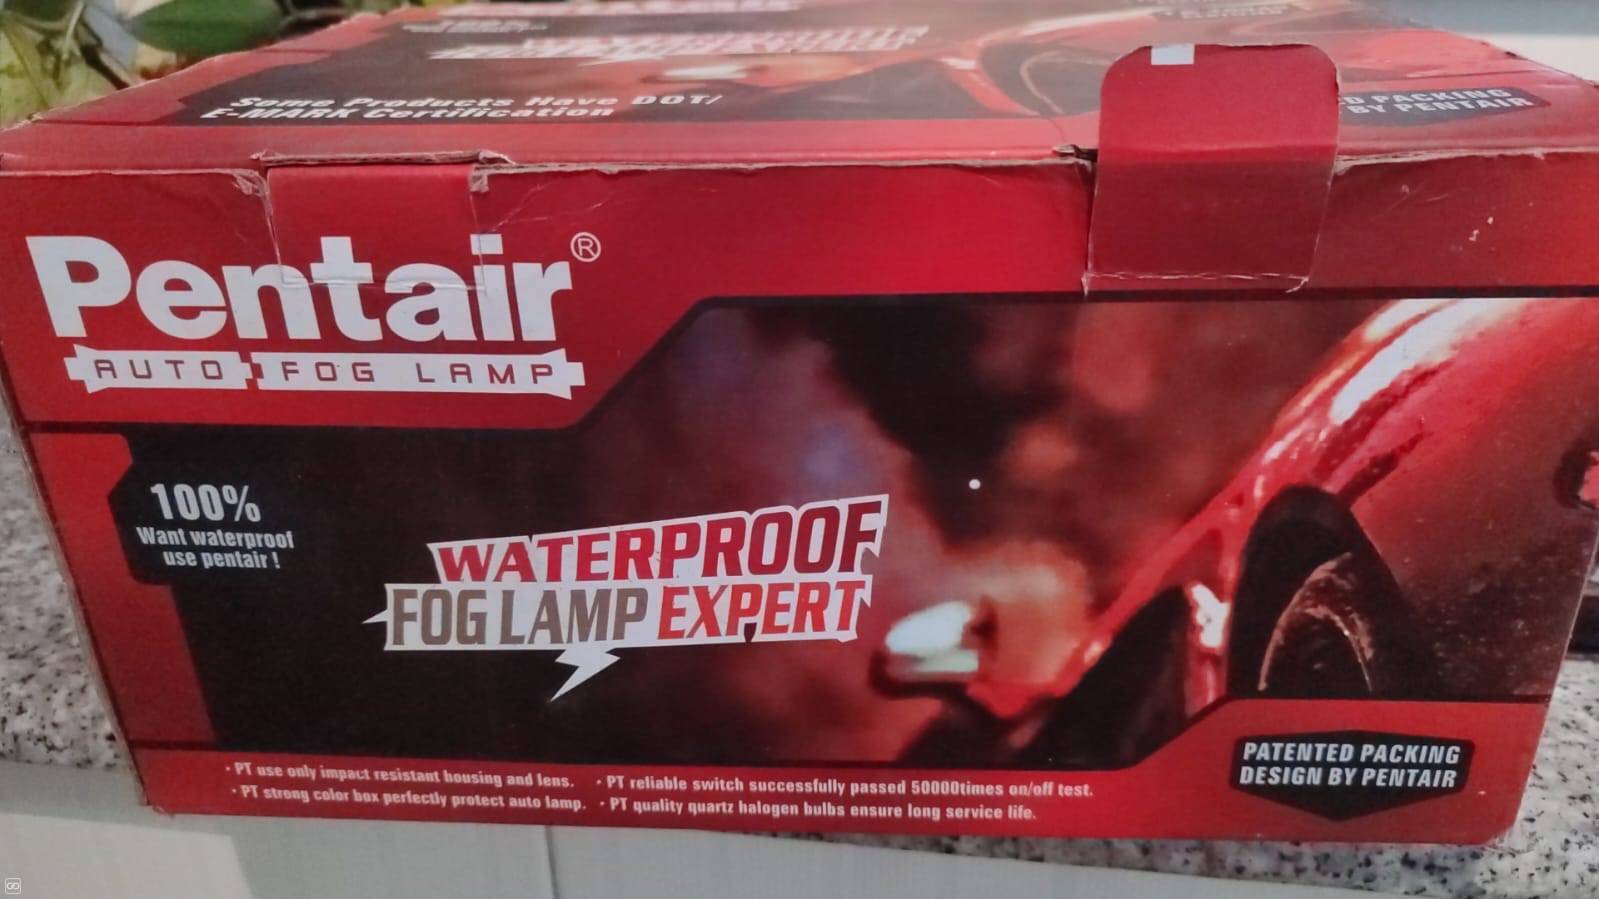 Some Products Have DOT/
E-MARK Certification
D PACKING
BY PENTAIR
Pentair®
AUTO FOG LAMP
100%
Want waterproof
use pentair !
WATERPROOF
FOG LAMP EXPERT
PATENTED PACKING
DESIGN BY PENTAIR
· PT use only impact resistant housing and lens.
· PT reliable switch successfully passed 50000times on/off test.
· PT strong color box perfectly protect auto lamp.
· PT quality quartz halogen bulbs ensure long service life.